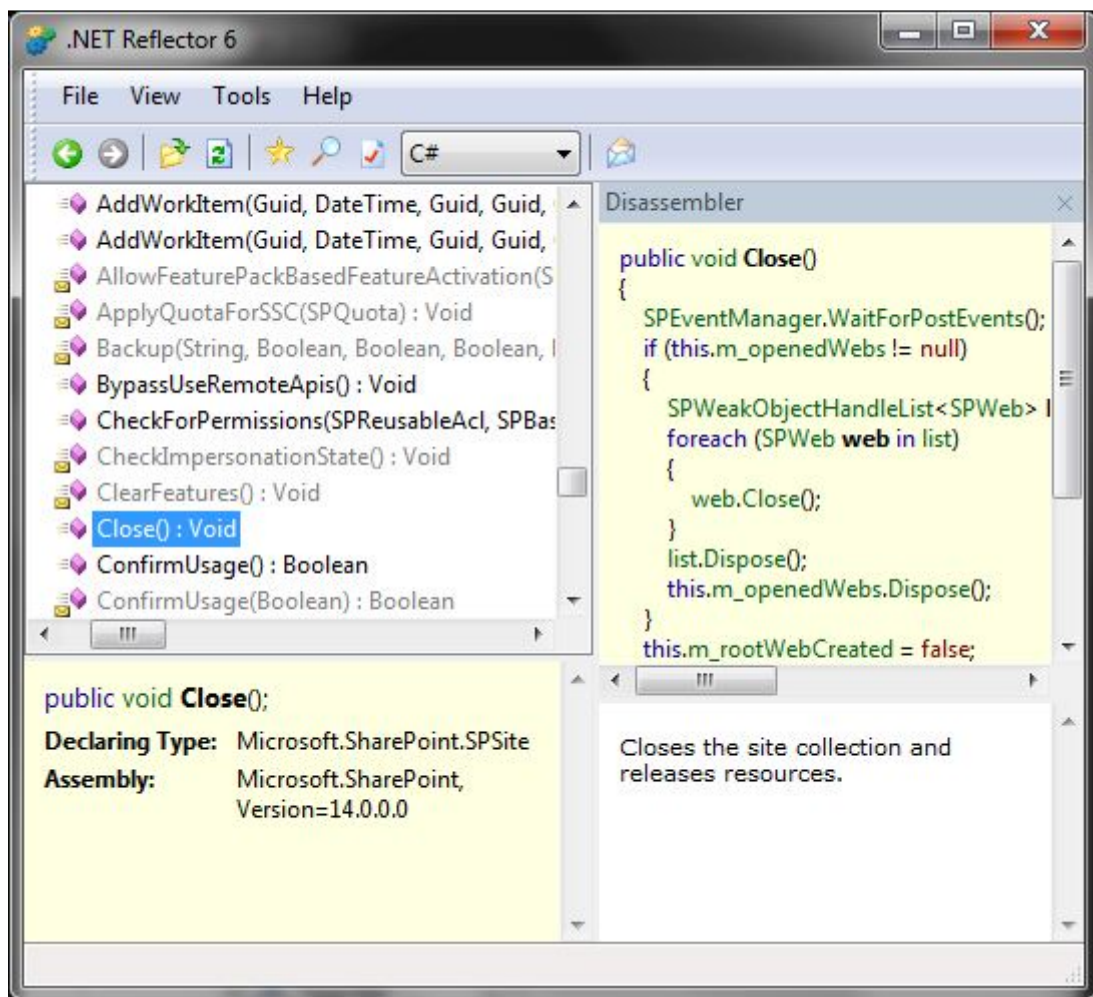 .NET Reflector 6
File View Tools Help
C#
AddWorkItem(Guid, DateTime, Guid, Guid,
AddWorkItem(Guid, DateTime, Guid, Guid,
AllowFeaturePackBasedFeatureActivation(S
ApplyQuotaForSSC(SPQuota) : Void
Backup(String, Boolean, Boolean, Boolean,
BypassUseRemoteApis() : Void
CheckForPermissions(SPReusableAcl, SPBas
CheckImpersonationState() : Void
ClearFeatures() : Void
Close() : Void
ConfirmUsage() : Boolean
ConfirmUsage(Boolean) : Boolean
Disassembler
public void Close()
{
SPEventManager.WaitForPostEvents();
if (this.m_openedWebs != null)
{
SPWeakObjectHandleList<SPWeb>
foreach (SPWeb web in list)
{
web.Close();
}
list.Dispose();
this.m_openedWebs.Dispose();
}
this.m_rootWebCreated = false;
public void Close();
Declaring Type: Microsoft.SharePoint.SPSite
Assembly: Microsoft.SharePoint,
Version=14.0.0.0
Closes the site collection and
releases resources.